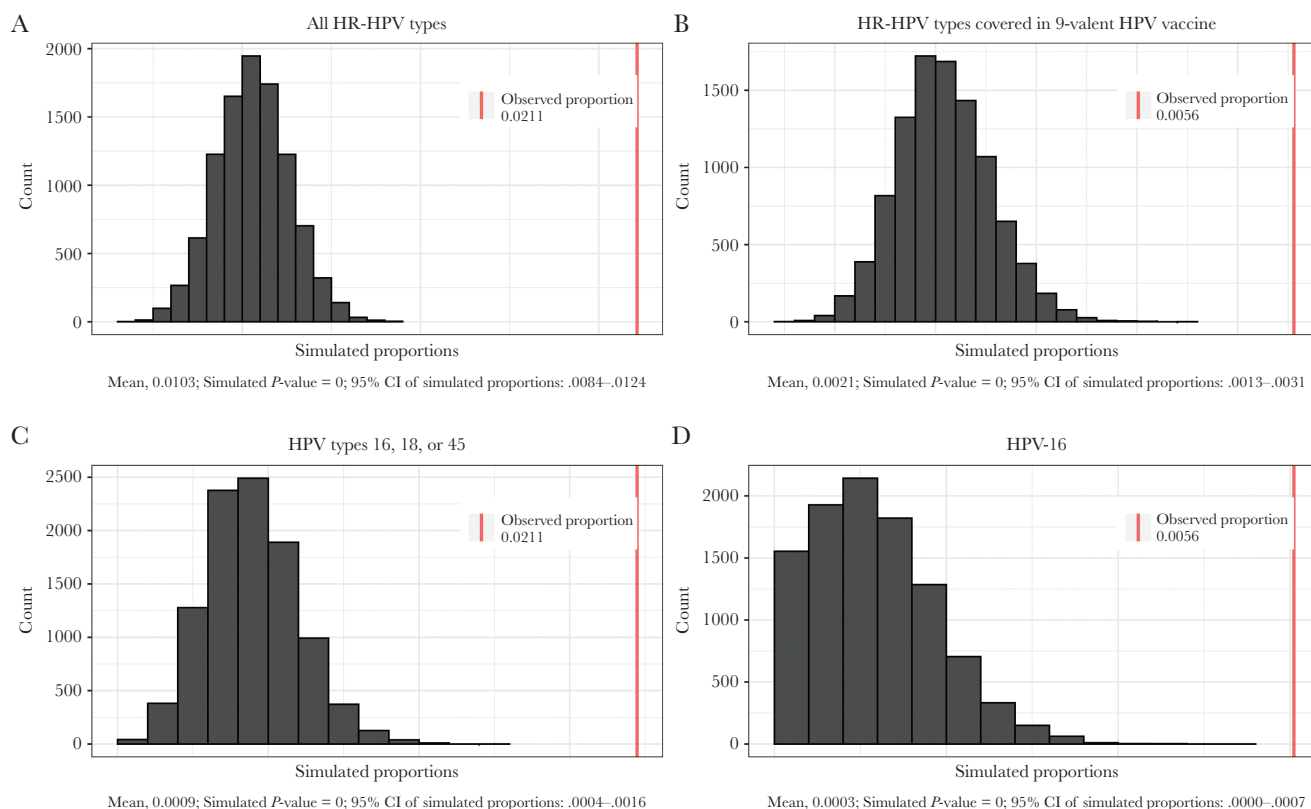 A
All HR-HPV types
2000
1500
1000
500
0
Count
Observed proportion
0.0211
Simulated proportions
Mean, 0.0103; Simulated P-value = 0; 95% CI of simulated proportions: .0084–.0124
B
HR-HPV types covered in 9-valent HPV vaccine
1500
1000
500
0
Count
Observed proportion
0.0056
Simulated proportions
Mean, 0.0021; Simulated P-value = 0; 95% CI of simulated proportions: .0013–.0031
C
HPV types 16, 18, or 45
2500
2000
1500
1000
500
0
Count
Observed proportion
0.0211
Simulated proportions
Mean, 0.0009; Simulated P-value = 0; 95% CI of simulated proportions: .0004–.0016
D
HPV-16
2000
1500
1000
500
0
Count
Observed proportion
0.0056
Simulated proportions
Mean, 0.0003; Simulated P-value = 0; 95% CI of simulated proportions: .0000–.0007